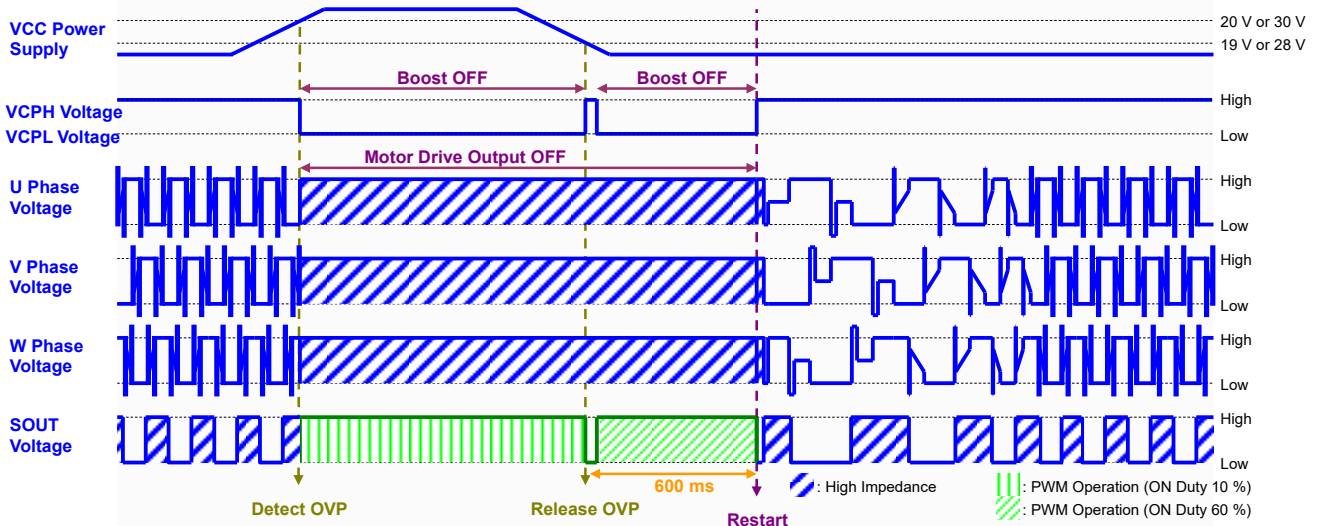 VCC Power
Supply
20 V or 30 V
19 V or 28 V
Boost OFF
Boost OFF
VCPH Voltage
VCPL Voltage
High
Low
Motor Drive Output OFF
U Phase
Voltage
High
Low
V Phase
Voltage
High
Low
W Phase
Voltage
High
Low
SOUT
Voltage
High
Low
600 ms
: High Impedance
: PWM Operation (ON Duty 10 %)
: PWM Operation (ON Duty 60 %)
Detect OVP
Release OVP
Restart